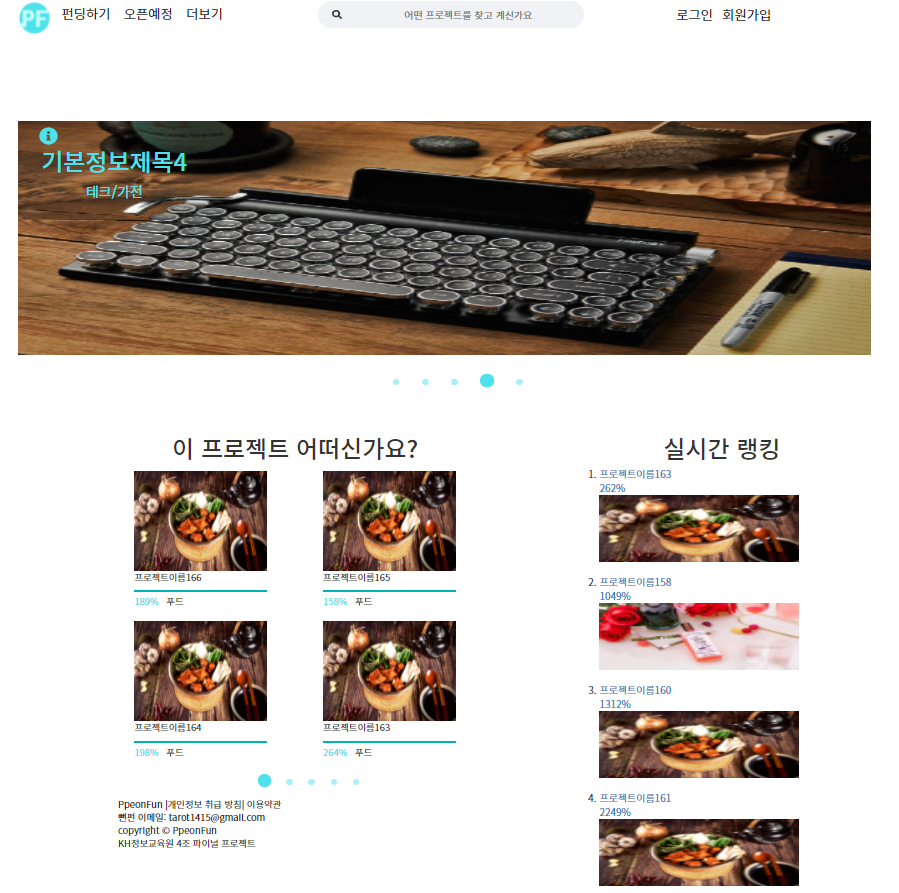 PF 펀딩하기 오픈예정 더보기 어떤 프로젝트를 찾고 계신가요 로그인 회원가입
기본정보제목4
4 / 5
테크/가전
이 프로젝트 어떠신가요?
프로젝트이름166
189% 푸드
프로젝트이름165
158% 푸드
프로젝트이름164
198% 푸드
프로젝트이름163
264% 푸드
실시간 랭킹
1. 프로젝트이름163
262%
2. 프로젝트이름158
1049%
3. 프로젝트이름160
1312%
4. 프로젝트이름161
2249%
PpeonFun |개인정보 취급 방침| 이용약관
뻔펀 이메일: tarot1415@gmail.com
copyright © PpeonFun
KH정보교육원 4조 파이널 프로젝트